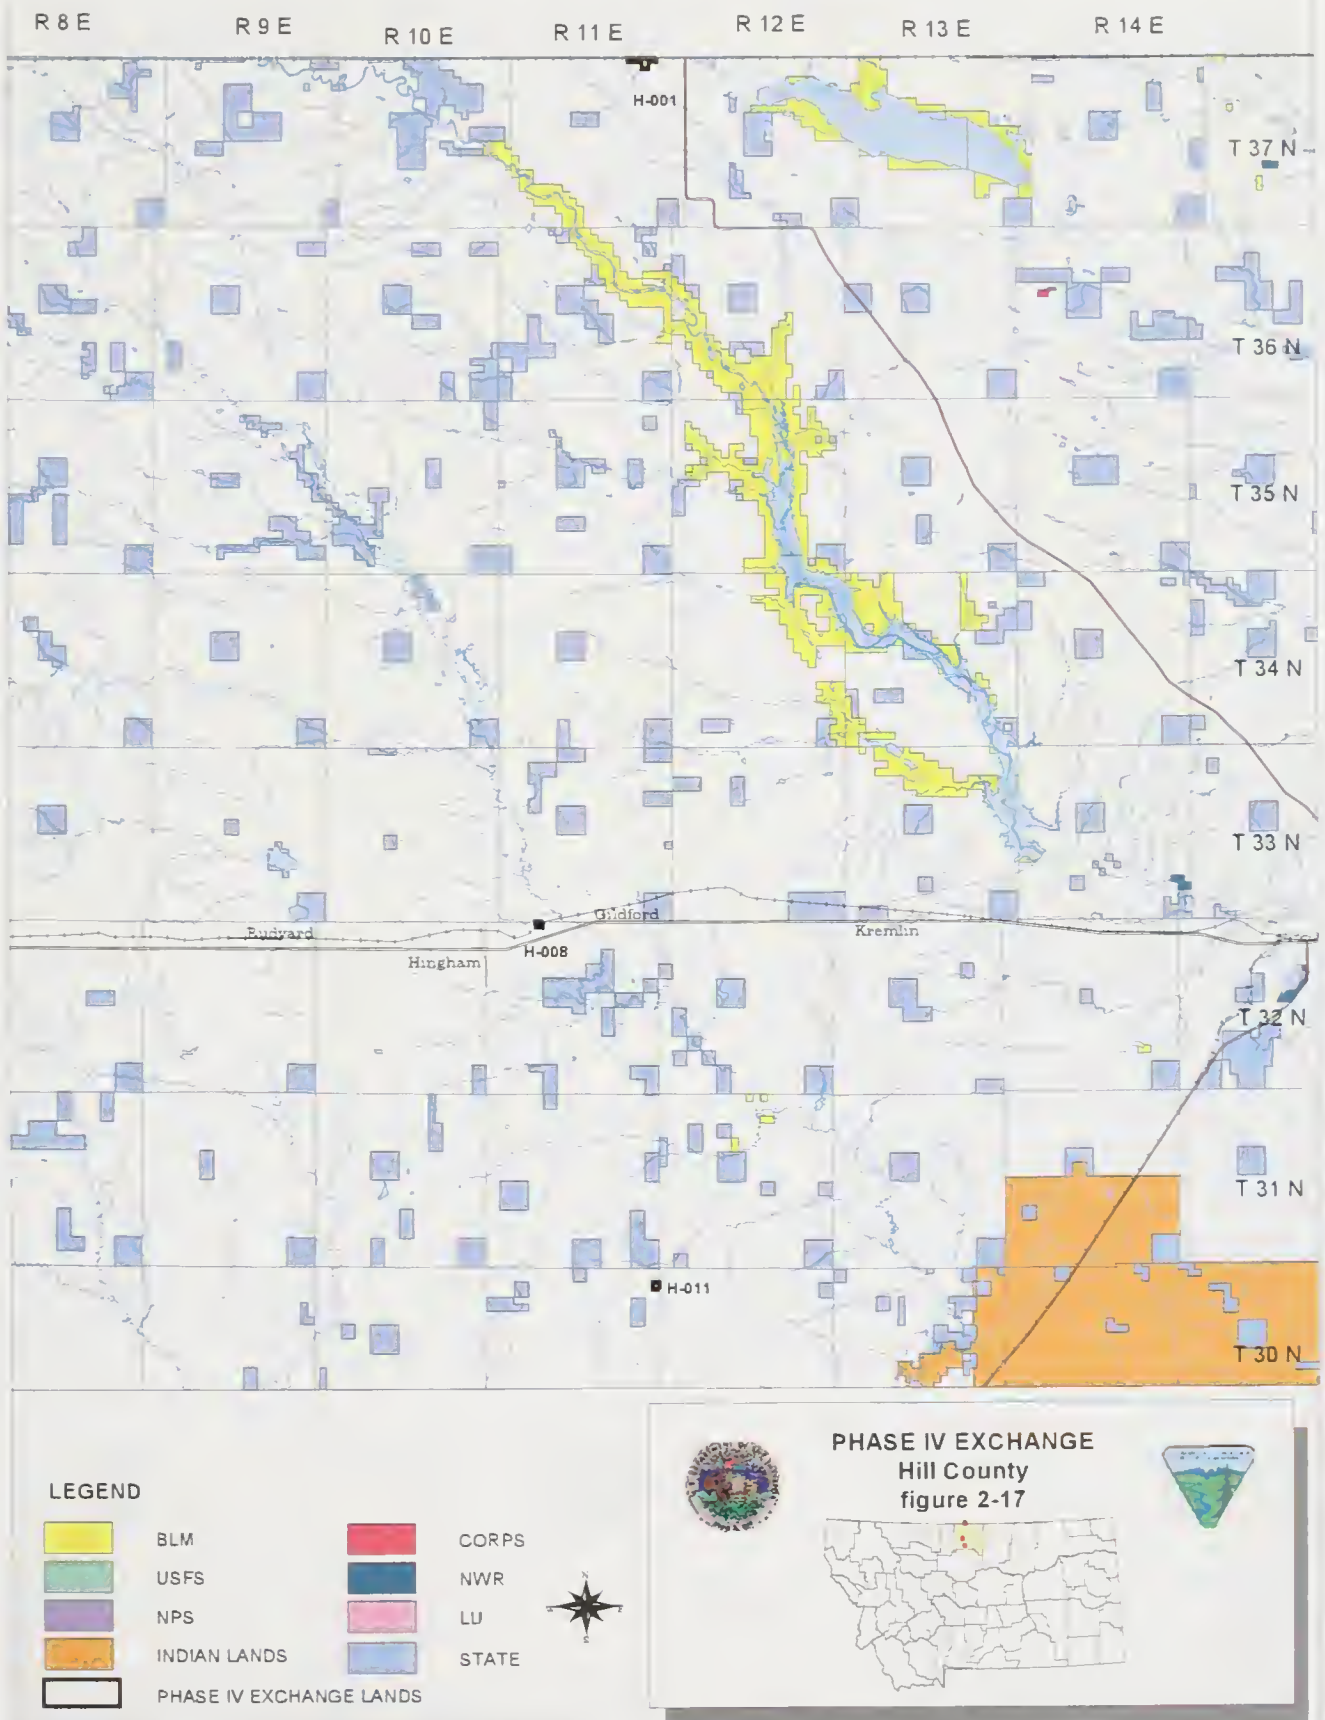 R 8 E
R 9 E
R 10 E
R 11 E
R 12 E
R 13 E
R 14 E
H-001
T 37 N
T 36 N
T 35 N
T 34 N
T 33 N
Gildford
Rudyard
Kremlin
H-008
Hingham
T 32 N
T 31 N
H-011
T 30 N
PHASE IV EXCHANGE
Hill County
figure 2-17
LEGEND
BLM
USFS
NPS
INDIAN LANDS
PHASE IV EXCHANGE LANDS
CORPS
NWR
LU
STATE
N